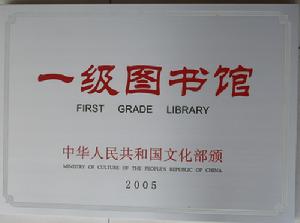 一级图书馆
FIRST GRADE LIBRARY
中华人民共和国文化部颁
MINISTRY OF CULTURE OF THE PEOPLE'S REPUBLIC OF CHINA
2005